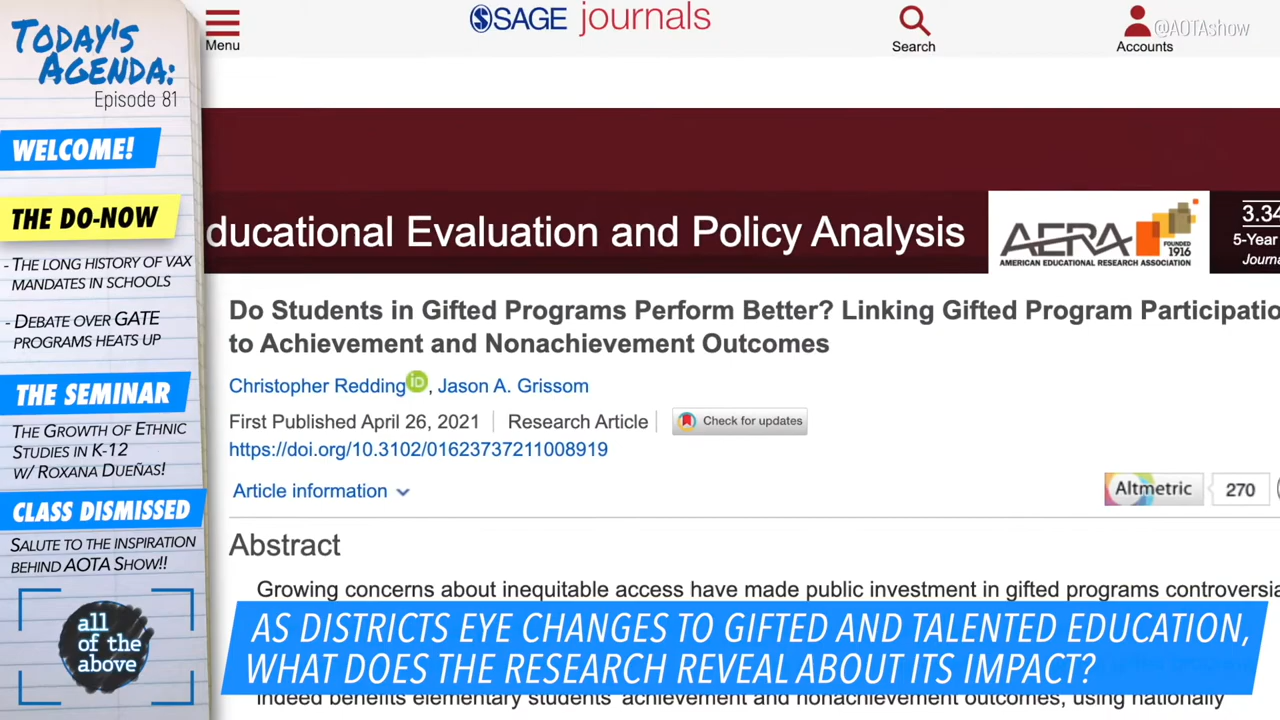 TODAY'S
AGENDA:
Episode 81
WELCOME!
THE DO-NOW
- THE LONG HISTORY OF VAX
MANDATES IN SCHOOLS
- DEBATE OVER GATE
PROGRAMS HEATS UP
THE SEMINAR
THE GROWTH OF ETHNIC
STUDIES IN K-12
W/ ROXANA DUEÑAS!
CLASS DISMISSED
SALUTE TO THE INSPIRATION
BEHIND AOTA SHOW!!
all
of the
above
Menu
SAGE journals
Search
Accounts
@AOTAshow
ducational Evaluation and Policy Analysis
AERA
FOUNDED
1916
AMERICAN EDUCATIONAL RESEARCH ASSOCIATION
3.34
5-Year
Journa
Do Students in Gifted Programs Perform Better? Linking Gifted Program Participatio
to Achievement and Nonachievement Outcomes
Christopher Redding iD, Jason A. Grissom
First Published April 26, 2021 Research Article Check for updates
https://doi.org/10.3102/01623737211008919
Article information
Altmetric 270
Abstract
Growing concerns about inequitable access have made public investment in gifted programs controversia
AS DISTRICTS EYE CHANGES TO GIFTED AND TALENTED EDUCATION,
WHAT DOES THE RESEARCH REVEAL ABOUT ITS IMPACT?
indeed benefits elementary students' achievement and nonachievement outcomes, using nationally